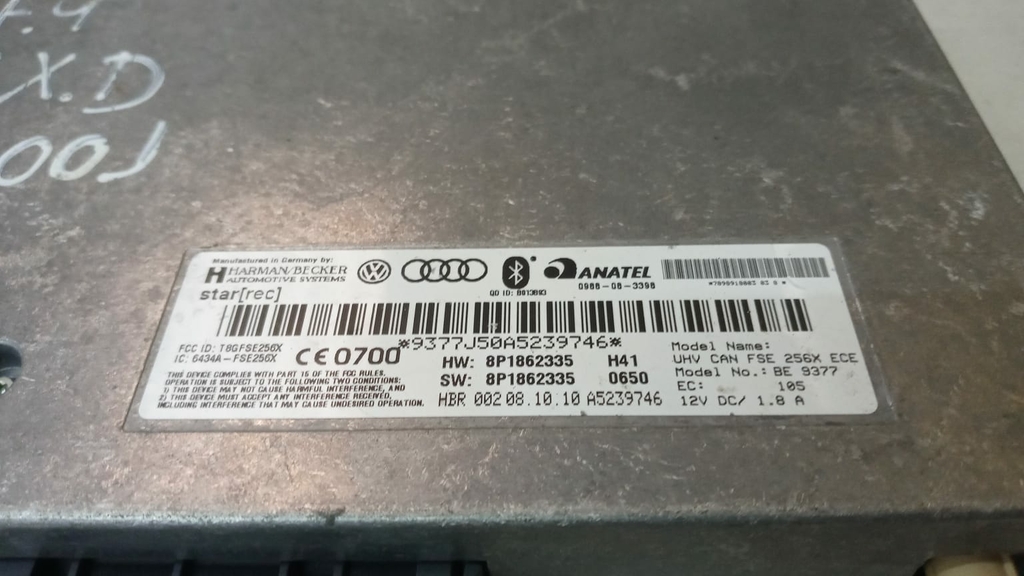 X.D
Manufactured in Germany by:
HARMAN/BECKER
AUTOMOTIVE SYSTEMS
star[rec]
QD ID: B013693
ANATEL
0988-08-3398
*9377J50A5239746*
FCC ID: T8GFSE256X
IC: 6434A-FSE256X
CE 0700
HW: 8P1862335 H41
SW: 8P1862335 0650
HBR 002 08.10.10 A5239746
THIS DEVICE COMPLIES WITH PART 15 OF THE FCC RULES.
OPERATION IS SUBJECT TO THE FOLLOWING TWO CONDITIONS:
1) THIS DEVICE MAY NOT CAUSE HARMFUL INTERFERENCE, AND
2) THIS DEVICE MUST ACCEPT ANY INTERFERENCE RECEIVED,
INCLUDING INTERFERENCE THAT MAY CAUSE UNDESIRED OPERATION.
Model Name:
UHV CAN FSE 256X ECE
Model No.: BE 9377
EC: 105
12V DC/ 1.8 A